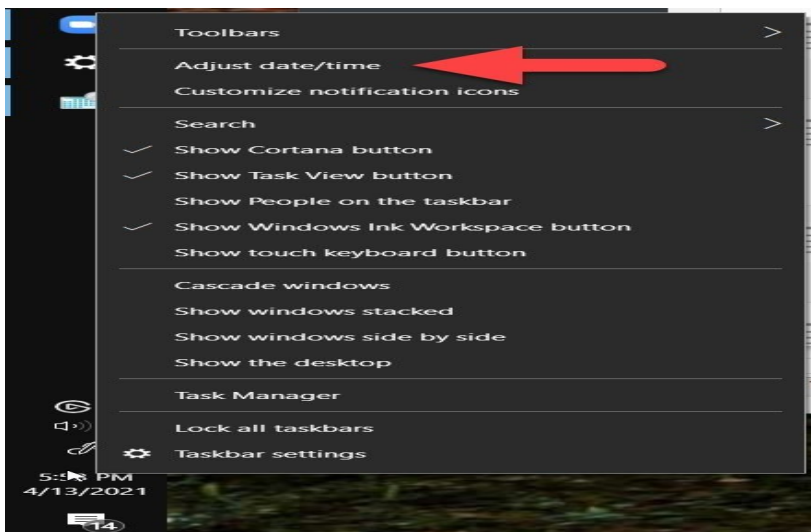 Toolbars
Adjust date/time
Customize notification icons
Search
Show Cortana button
Show Task View button
Show People on the taskbar
Show Windows Ink Workspace button
Show touch keyboard button
Cascade windows
Show windows stacked
Show windows side by side
Show the desktop
Task Manager
Lock all taskbars
Taskbar settings
PM
4/13/2021
14